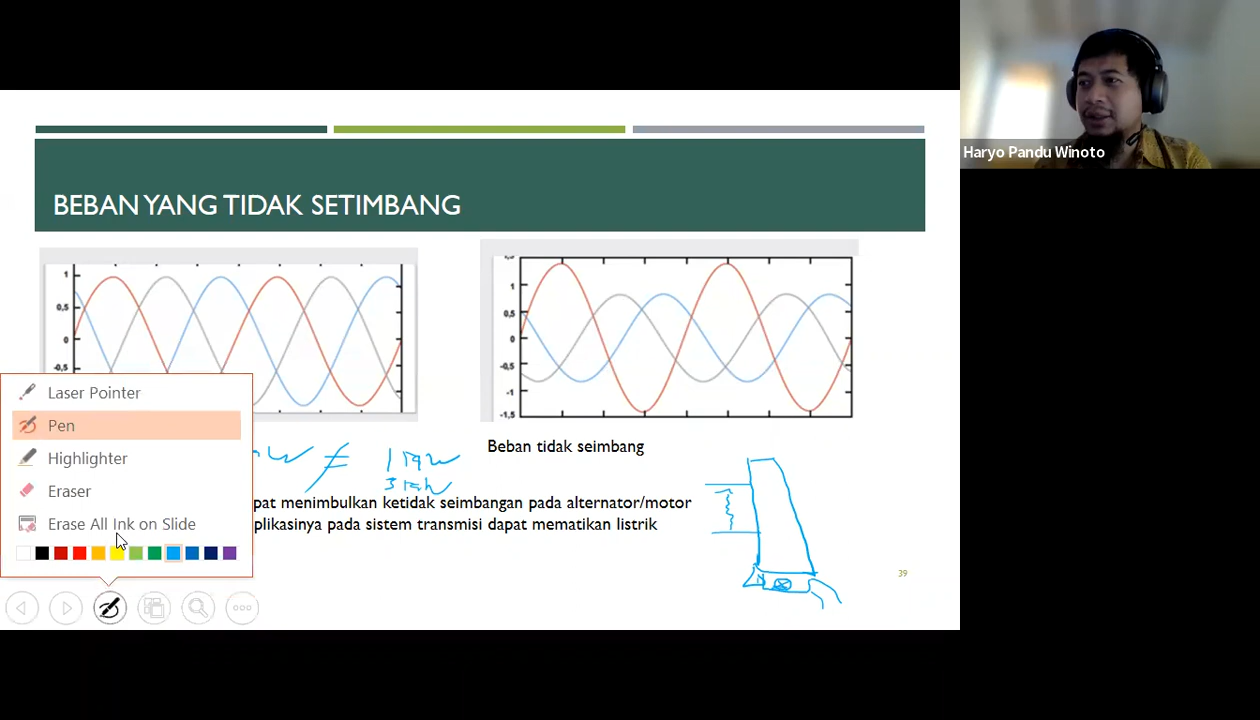 Haryo Pandu Winoto
BEBAN YANG TIDAK SETIMBANG
1
0,5
0
-0,5
1,5
1
0,5
0
-0,5
-1
-1,5
Laser Pointer
Pen
Highlighter
Eraser
Erase All Ink on Slide
Beban tidak seimbang
≠
pat menimbulkan ketidak seimbangan pada alternator/motor
plikasinya pada sistem transmisi dapat mematikan listrik
39